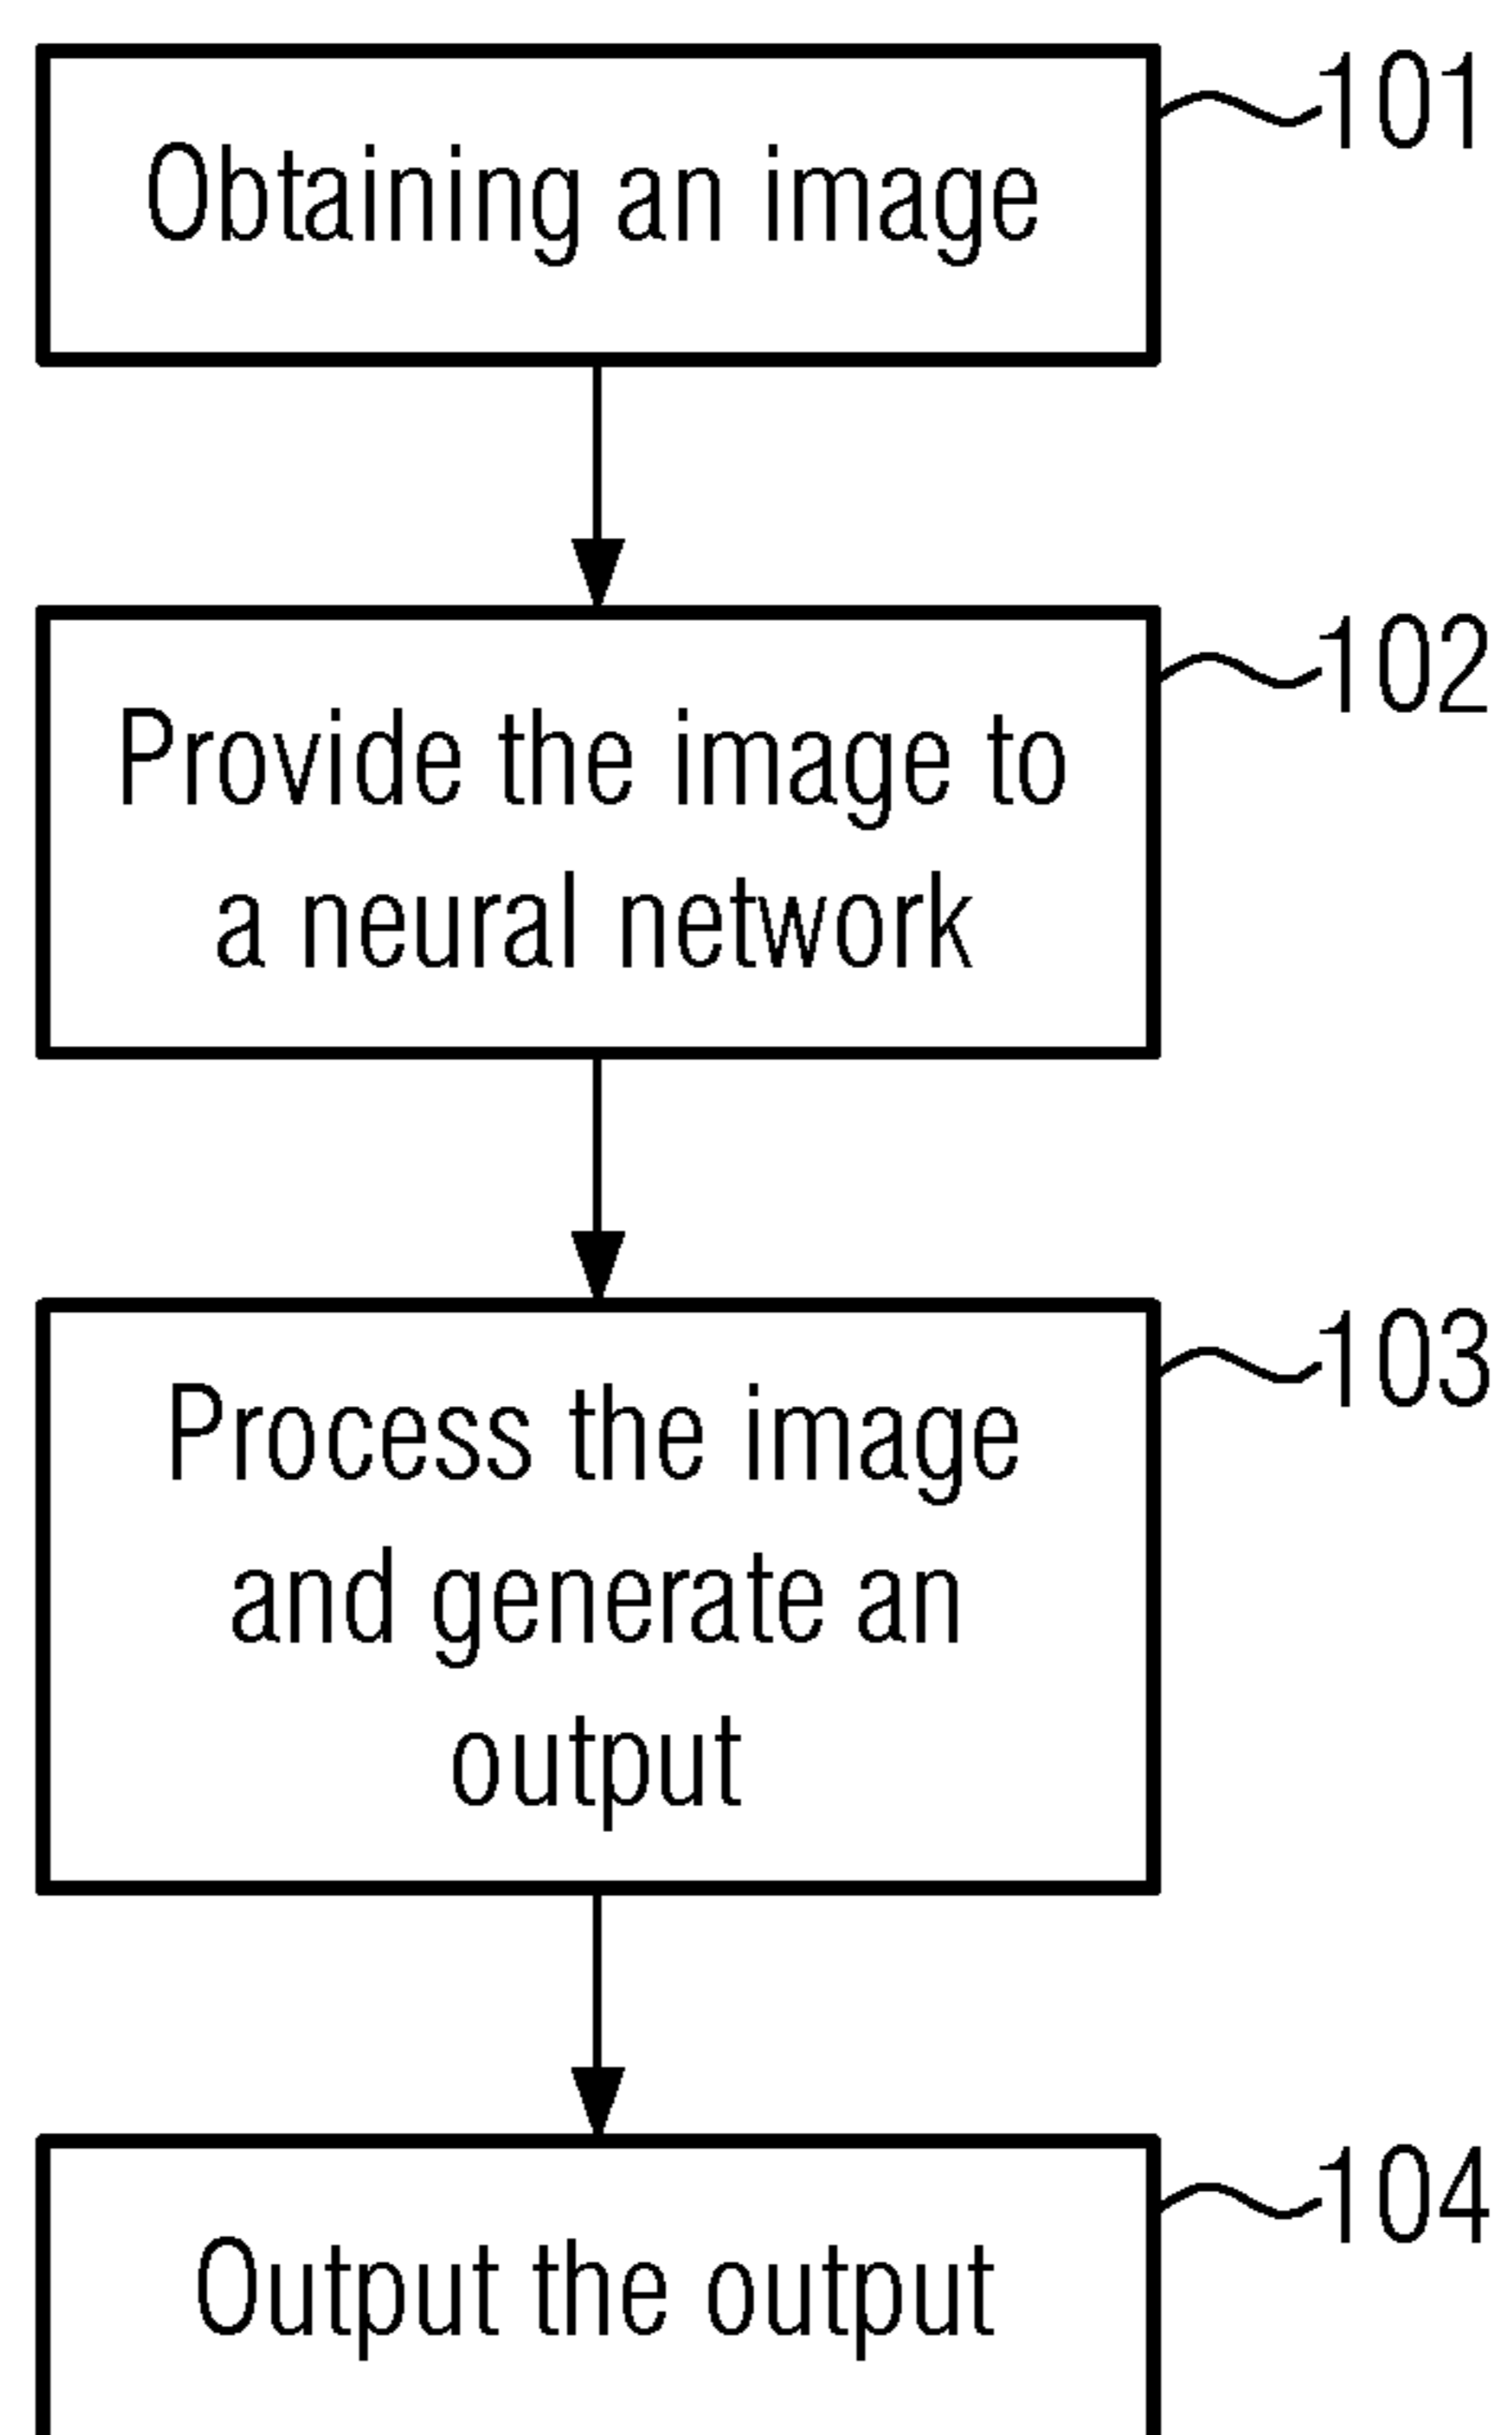 Obtaining an image
101
Provide the image to
a neural network
102
Process the image
and generate an
output
103
Output the output
104